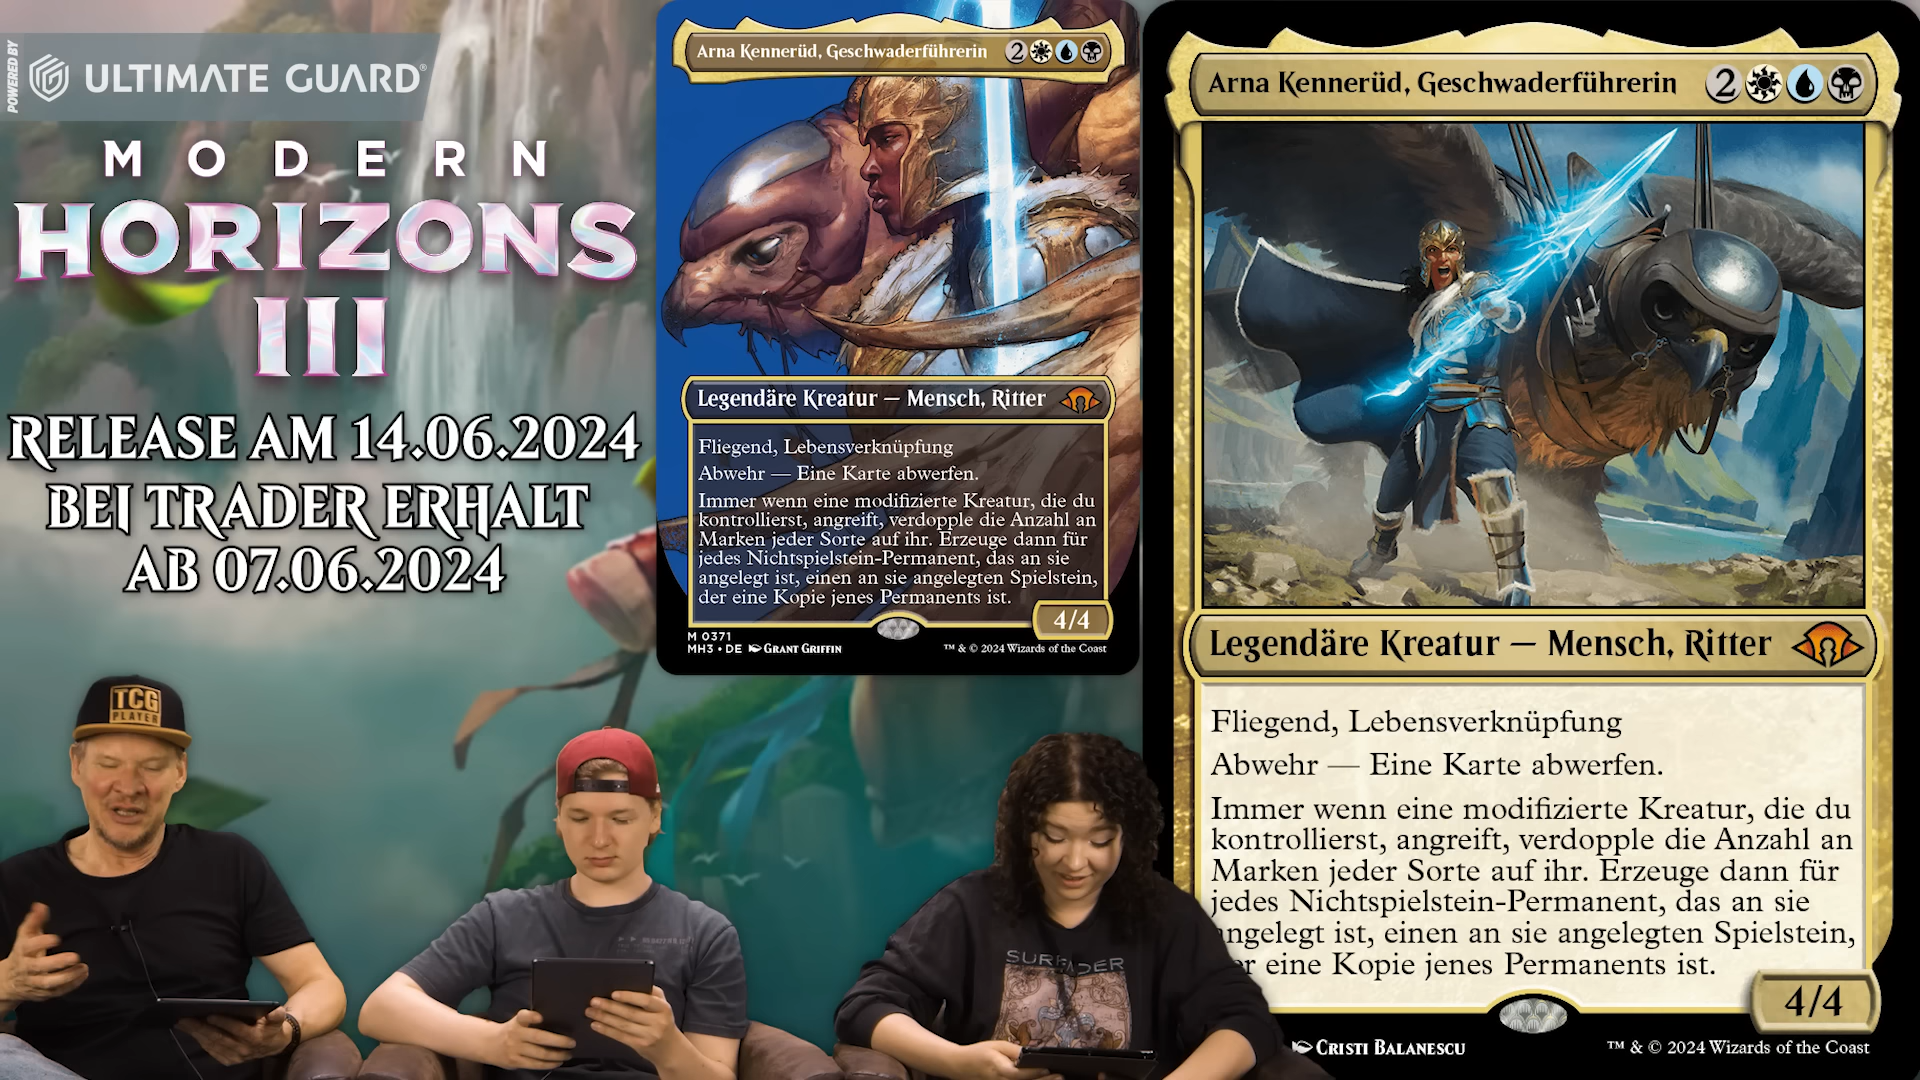 POWERED BY
ULTIMATE GUARD®
MODERN
HORIZONS
III
RELEASE AM 14.06.2024
BEI TRADER ERHALT
AB 07.06.2024
Arna Kennerüd, Geschwaderführerin 2
Legendäre Kreatur — Mensch, Ritter
Fliegend, Lebensverknüpfung
Abwehr — Eine Karte abwerfen.
Immer wenn eine modifizierte Kreatur, die du
kontrollierst, angreift, verdopple die Anzahl an
Marken jeder Sorte auf ihr. Erzeuge dann für
jedes Nichtspielstein-Permanent, das an sie
angelegt ist, einen an sie angelegten Spielstein,
der eine Kopie jenes Permanents ist.
4/4
M 0371
MH3 • DE GRANT GRIFFIN
™ & © 2024 Wizards of the Coast
Arna Kennerüd, Geschwaderführerin 2
Legendäre Kreatur — Mensch, Ritter
Fliegend, Lebensverknüpfung
Abwehr — Eine Karte abwerfen.
Immer wenn eine modifizierte Kreatur, die du
kontrollierst, angreift, verdopple die Anzahl an
Marken jeder Sorte auf ihr. Erzeuge dann für
jedes Nichtspielstein-Permanent, das an sie
angelegt ist, einen an sie angelegten Spielstein,
der eine Kopie jenes Permanents ist.
4/4
CRISTI BALANESCU
™ & © 2024 Wizards of the Coast
TCG
PLAYER